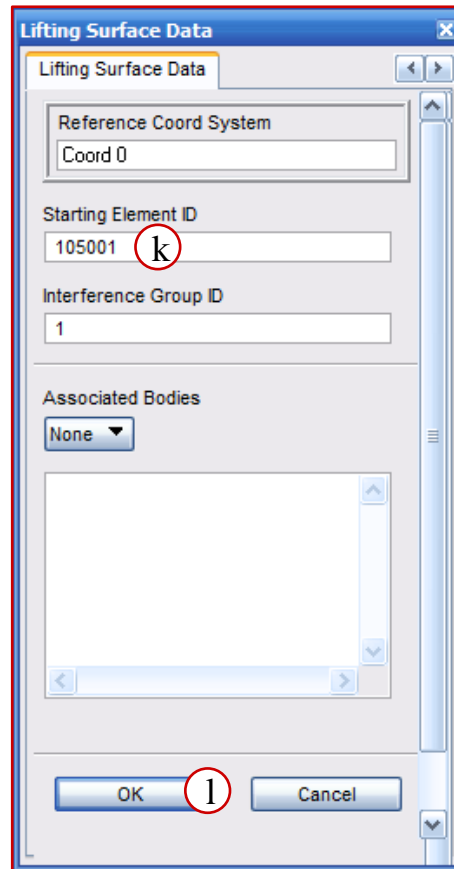 Lifting Surface Data
Lifting Surface Data
Reference Coord System
Coord 0
Starting Element ID
105001 k
Interference Group ID
1
Associated Bodies
None
OK l Cancel